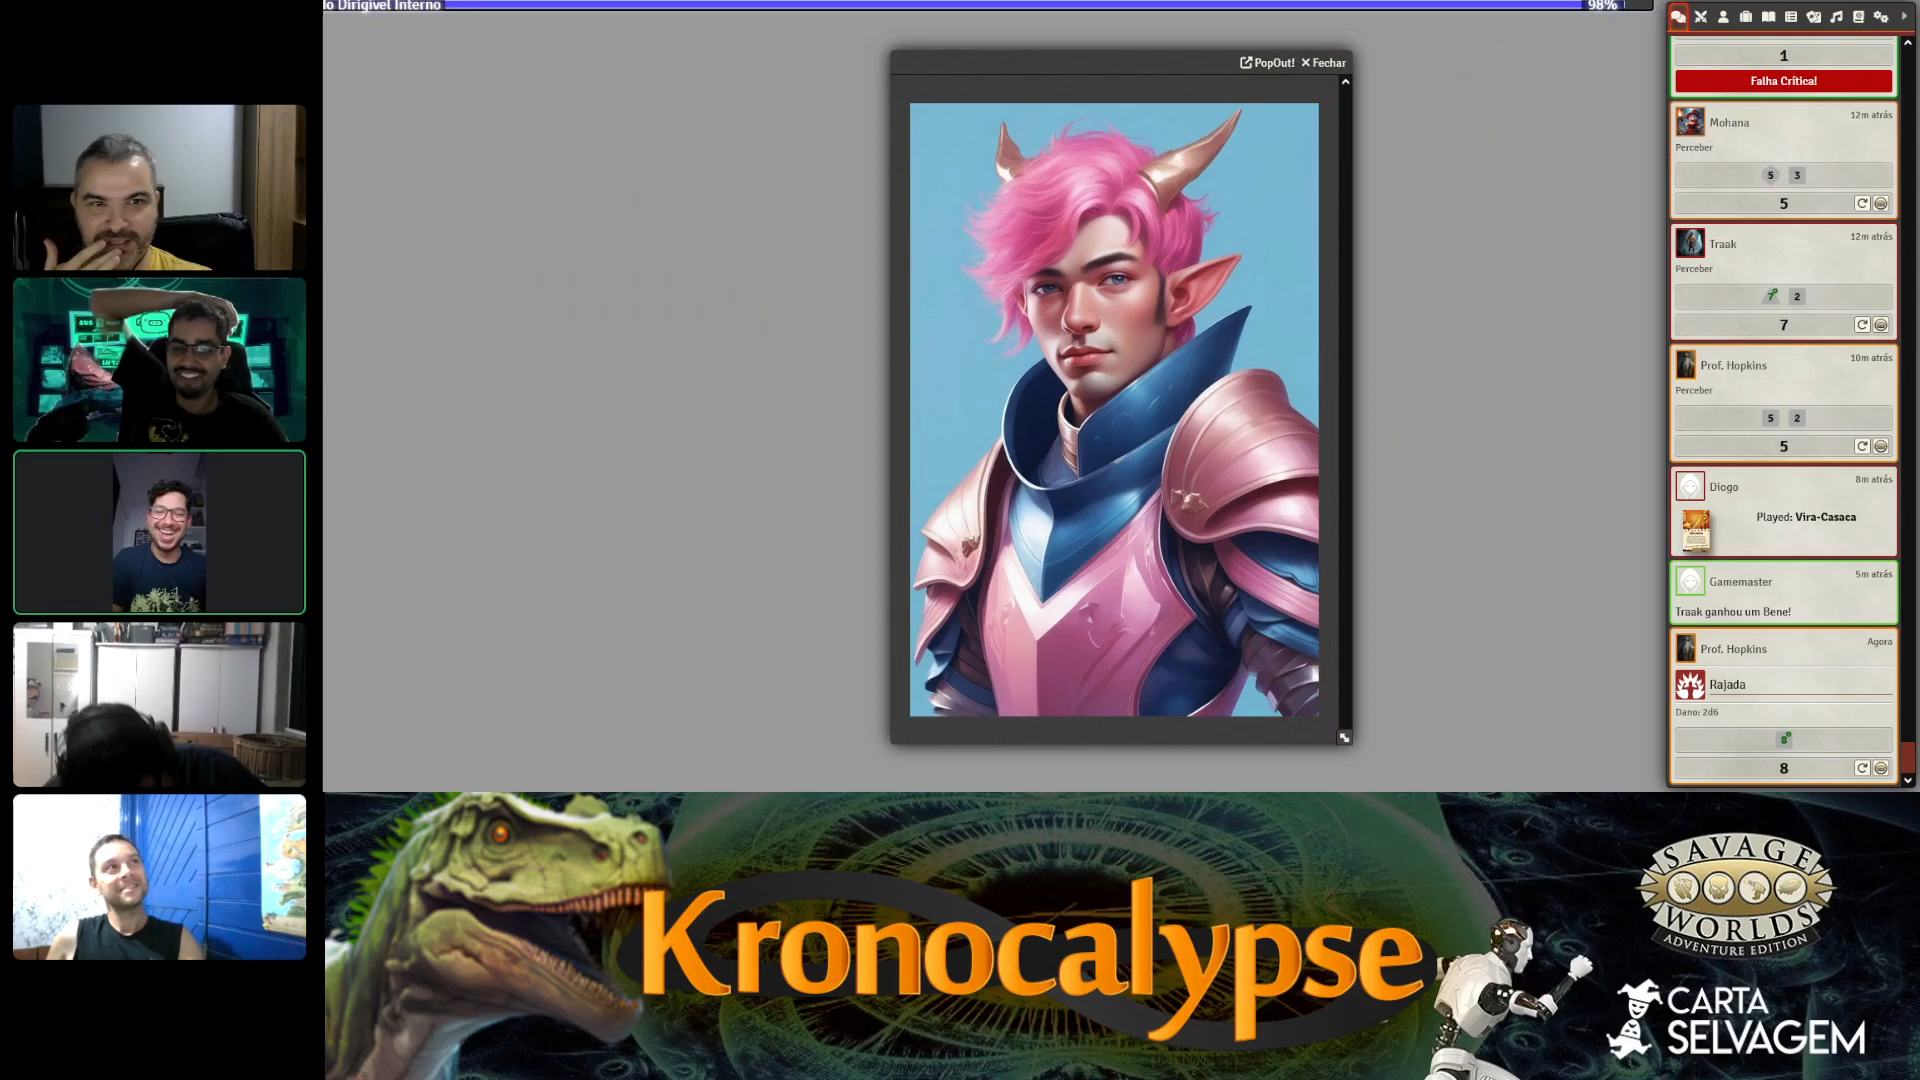 lo Dirigível Interno
98%
PopOut!
Fechar
1
Falha Crítica!
Mohana
12m atrás
Perceber
5
3
5
Traak
12m atrás
Perceber
7
2
7
Prof. Hopkins
10m atrás
Perceber
5
2
5
Diogo
8m atrás
Played: Vira-Casaca
Gamemaster
5m atrás
Traak ganhou um Bene!
Prof. Hopkins
Agora
Rajada
Dano: 2d6
8
8
Kronocalypse
SAVAGE
WORLDS
ADVENTURE EDITION
CARTA
SELVAGEM